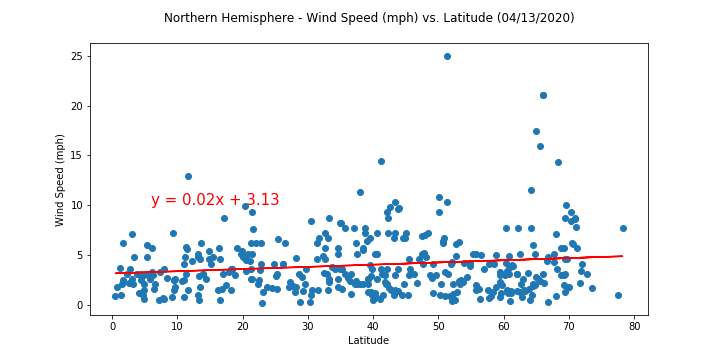 Northern Hemisphere - Wind Speed (mph) vs. Latitude (04/13/2020)
25
20
15
10
5
0
Wind Speed (mph)
y = 0.02x + 3.13
0 10 20 30 40 50 60 70 80
Latitude